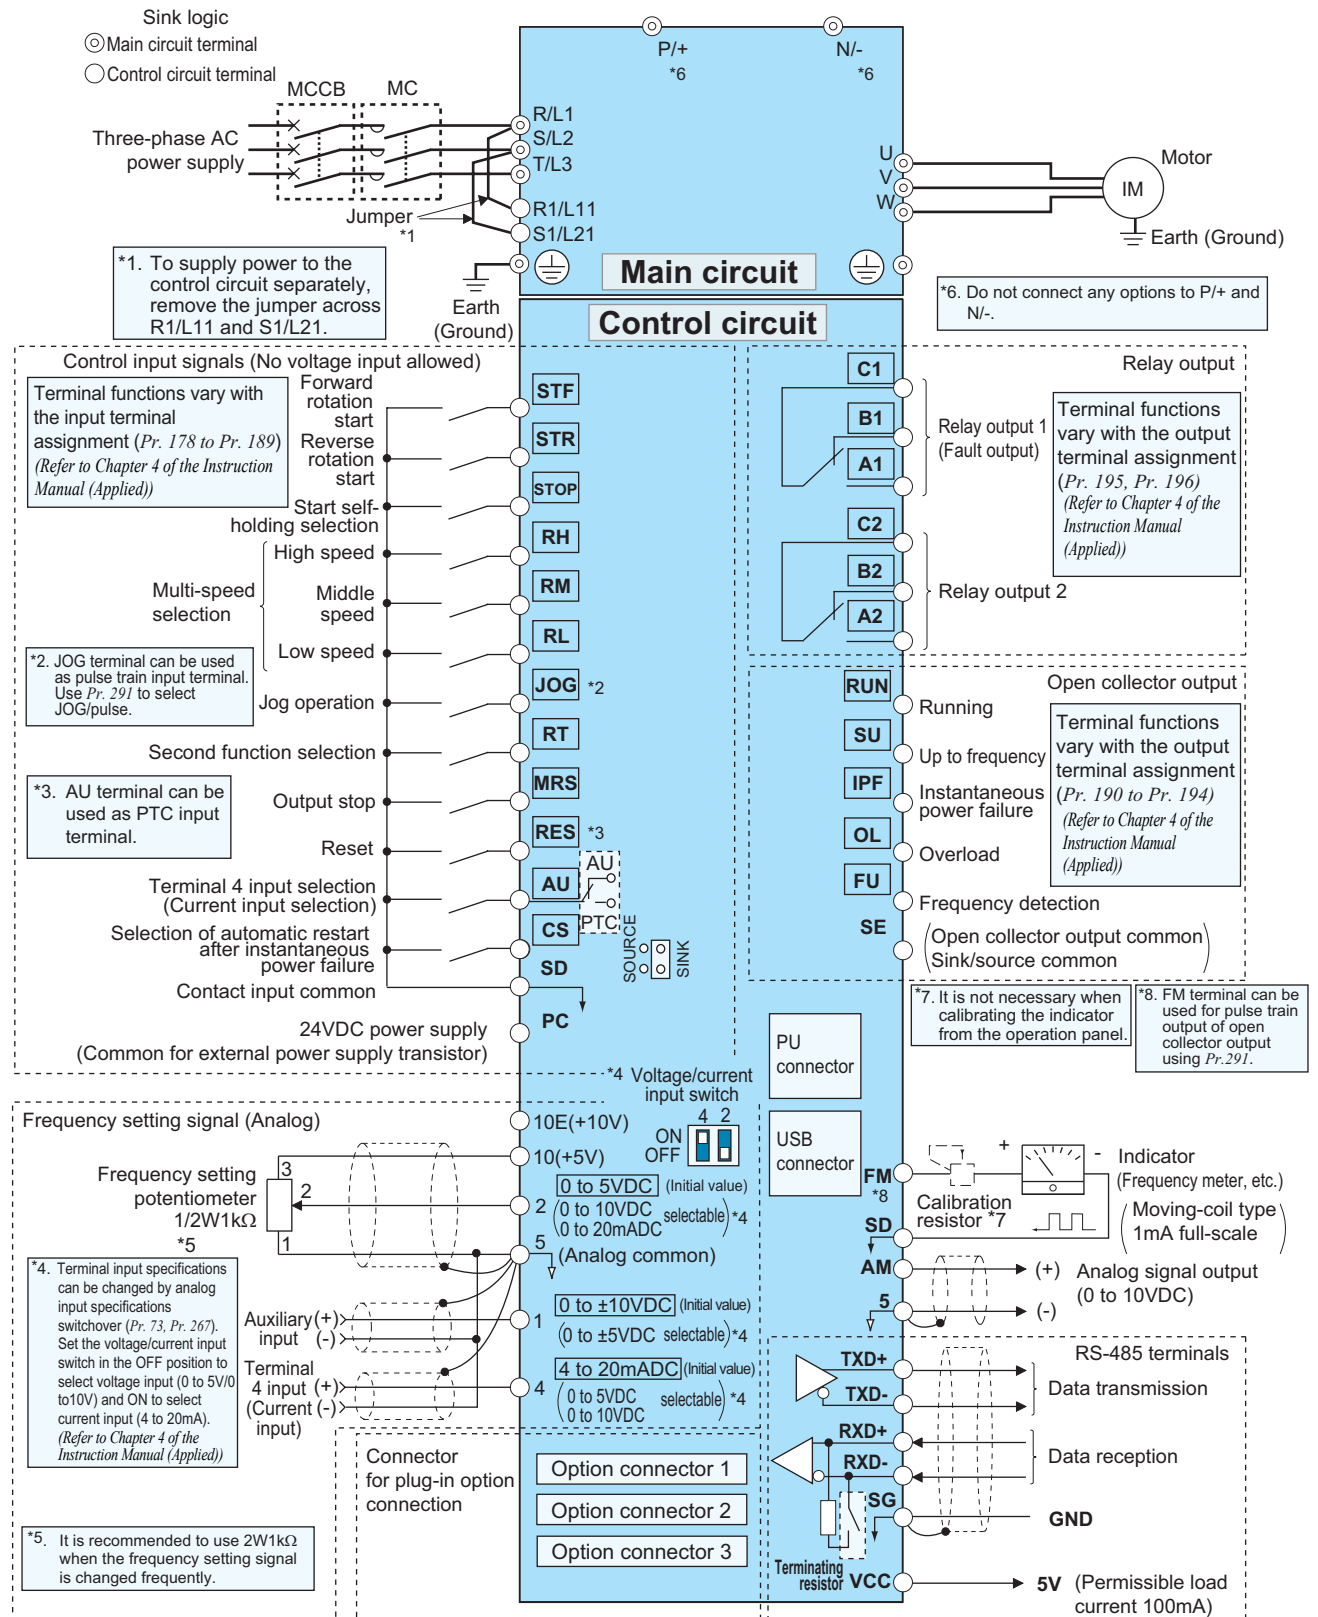 Sink logic
Main circuit terminal
Control circuit terminal
MCCB
MC
Three-phase AC
power supply
Jumper
*1
P/+
*6
N/-
*6
R/L1
S/L2
T/L3
R1/L11
S1/L21
U
V
W
Motor
IM
Earth (Ground)
Earth
(Ground)
Main circuit
*1. To supply power to the
control circuit separately,
remove the jumper across
R1/L11 and S1/L21.
*6. Do not connect any options to P/+ and
N/-.
Control circuit
Control input signals (No voltage input allowed)
Terminal functions vary with
the input terminal
assignment (Pr. 178 to Pr. 189)
(Refer to Chapter 4 of the Instruction
Manual (Applied))
Forward
rotation
start
Reverse
rotation
start
Start self-
holding selection
Multi-speed
selection
High speed
Middle
speed
Low speed
*2. JOG terminal can be used
as pulse train input terminal.
Use Pr. 291 to select
JOG/pulse.
Jog operation
Second function selection
*3. AU terminal can be
used as PTC input
terminal.
Output stop
Reset
Terminal 4 input selection
(Current input selection)
Selection of automatic restart
after instantaneous
power failure
Contact input common
24VDC power supply
(Common for external power supply transistor)
STF
STR
STOP
RH
RM
RL
JOG *2
RT
MRS
RES *3
AU
AU
PTC
CS
SD
PC
SOURCE
SINK
Relay output
C1
B1
A1
Relay output 1
(Fault output)
Terminal functions
vary with the output
terminal assignment
(Pr. 195, Pr. 196)
(Refer to Chapter 4 of the
Instruction Manual
(Applied))
C2
B2
A2
Relay output 2
Open collector output
RUN
Running
SU
Up to frequency
IPF
Instantaneous
power failure
OL
Overload
FU
Frequency detection
SE
(Open collector output common
Sink/source common)
Terminal functions
vary with the output
terminal assignment
(Pr. 190 to Pr. 194)
(Refer to Chapter 4 of the
Instruction Manual
(Applied))
*7. It is not necessary when
calibrating the indicator
from the operation panel.
*8. FM terminal can be
used for pulse train
output of open
collector output
using Pr.291.
PU
connector
USB
connector
*4 Voltage/current
input switch
4 2
ON
OFF
Frequency setting signal (Analog)
Frequency setting
potentiometer
1/2W1kΩ
*5
3
2
1
10E(+10V)
10(+5V)
2
0 to 5VDC (Initial value)
(0 to 10VDC
0 to 20mADC selectable) *4
5
(Analog common)
*4. Terminal input specifications
can be changed by analog
input specifications
switchover (Pr. 73, Pr. 267).
Set the voltage/current input
switch in the OFF position to
select voltage input (0 to 5V/0
to10V) and ON to select
current input (4 to 20mA).
(Refer to Chapter 4 of the
Instruction Manual (Applied))
Auxiliary (+)
input (-)
1
0 to ±10VDC (Initial value)
(0 to ±5VDC selectable) *4
Terminal
4 input (+)
(Current (-)
input)
4
4 to 20mADC (Initial value)
(0 to 5VDC
0 to 10VDC selectable) *4
FM
*8
Calibration
resistor *7
+
-
Indicator
(Frequency meter, etc.)
(Moving-coil type
1mA full-scale)
SD
AM
(+)
Analog signal output
(0 to 10VDC)
5
(-)
RS-485 terminals
TXD+
TXD-
Data transmission
RXD+
RXD-
Data reception
SG
GND
Terminating
resistor
VCC
5V (Permissible load
current 100mA)
Connector
for plug-in option
connection
Option connector 1
Option connector 2
Option connector 3
*5. It is recommended to use 2W1kΩ
when the frequency setting signal
is changed frequently.